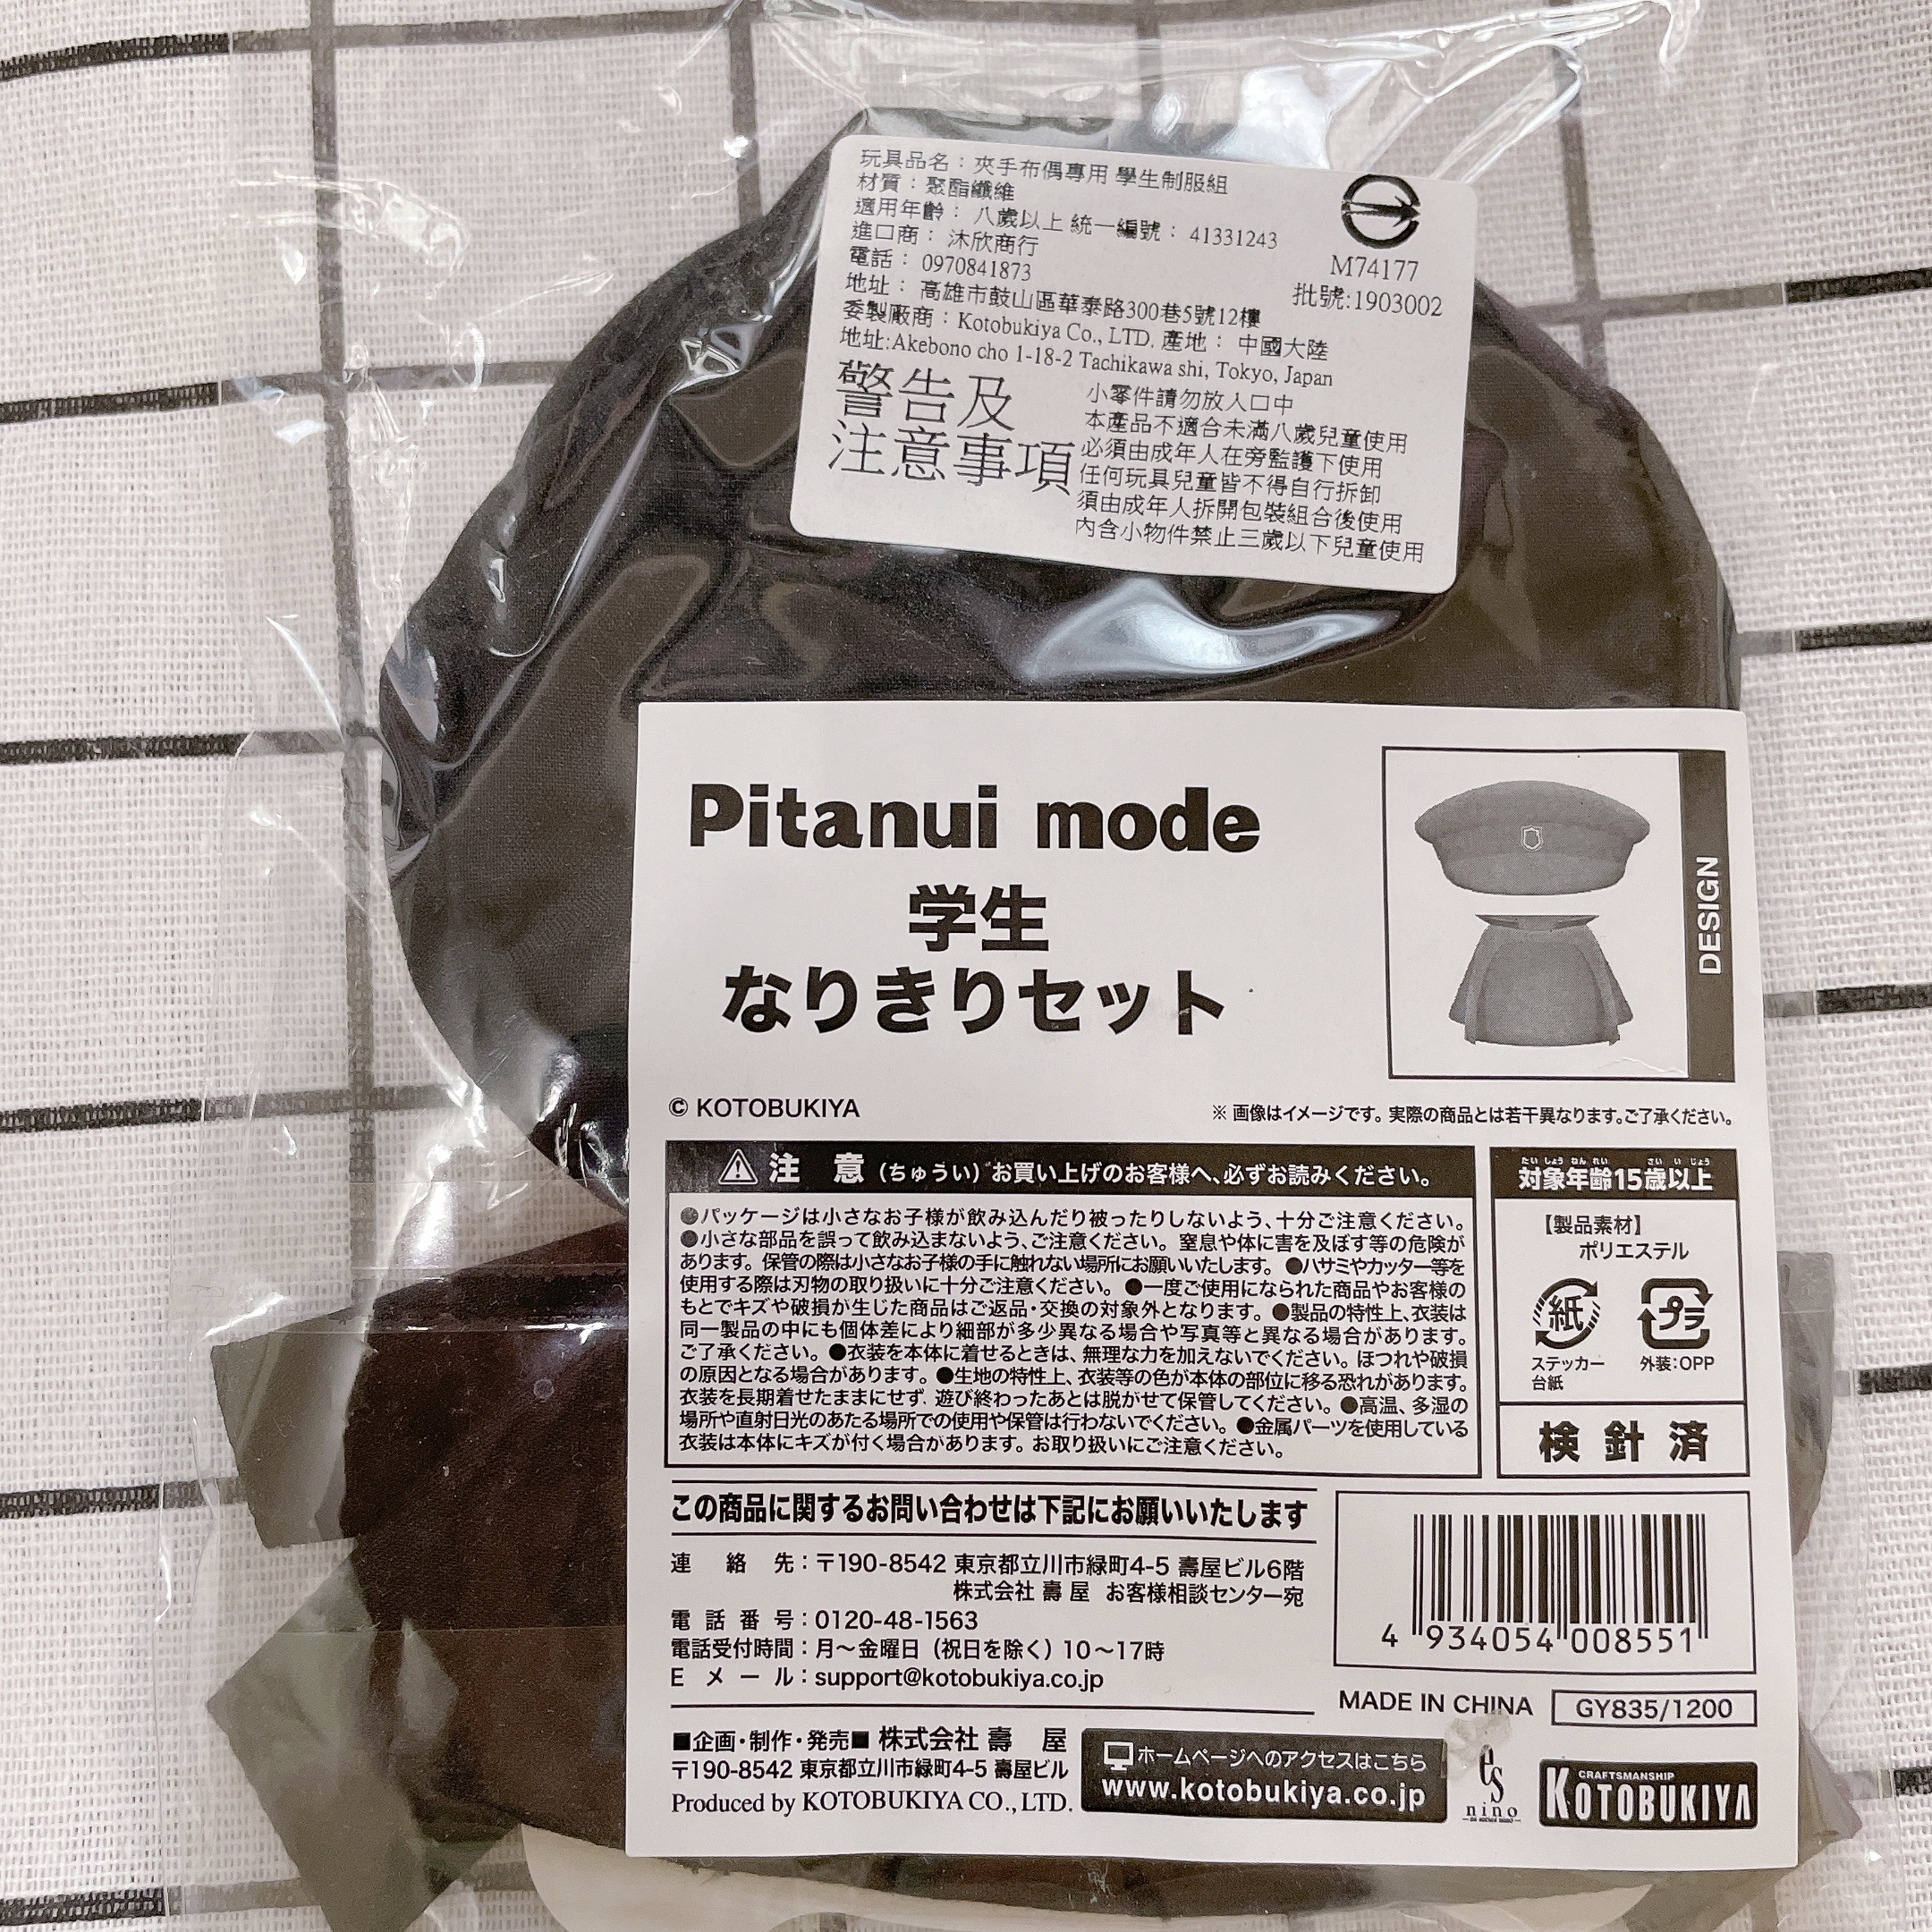 玩具品名：夾手布偶專用 學生制服組
材質：聚酯纖維
適用年齡： 八歲以上 統一編號： 41331243
進口商： 沐欣商行
電話： 0970841873
地址： 高雄市鼓山區華泰路300巷5號12樓
委製廠商：Kotobukiya Co., LTD. 產地： 中國大陸
地址:Akebono cho 1-18-2 Tachikawa shi, Tokyo, Japan
M74177
批號:1903002
警告及
注意事項
小零件請勿放入口中
本產品不適合未滿八歲兒童使用
必須由成年人在旁監護下使用
任何玩具兒童皆不得自行拆卸
須由成年人拆開包裝組合後使用
內含小物件禁止三歲以下兒童使用
Pitanui mode
学生
なりきりセット
DESIGN
© KOTOBUKIYA
※ 画像はイメージです。実際の商品とは若干異なります。ご了承ください。
注 意（ちゅうい）お買い上げのお客様へ、必ずお読みください。
●パッケージは小さなお子様が飲み込んだり被ったりしないよう、十分ご注意ください。
●小さな部品を誤って飲み込まないよう、ご注意ください。窒息や体に害を及ぼす等の危険が
あります。保管の際は小さなお子様の手に触れない場所にお願いいたします。 ●ハサミやカッター等を
使用する際は刃物の取り扱いに十分ご注意ください。 ●一度ご使用になられた商品やお客様の
もとでキズや破損が生じた商品はご返品・交換の対象外となります。 ●製品の特性上、衣装は
同一製品の中にも個体差により細部が多少異なる場合や写真等と異なる場合があります。
ご了承ください。 ●衣装を本体に着せるときは、無理な力を加えないでください。ほつれや破損
の原因となる場合があります。 ●生地の特性上、衣装等の色が本体の部位に移る恐れがあります。
衣装を長期着せたままにせず、遊び終わったあとは脱がせて保管してください。 ●高温、多湿の
場所や直射日光のあたる場所での使用や保管は行わないでください。 ●金属パーツを使用している
衣装は本体にキズが付く場合があります。お取り扱いにご注意ください。
たいしょうねんれい さいいじょう
対象年齢15歳以上
【製品素材】
ポリエステル
紙 プラ
ステッカー 外装：OPP
台紙
検 針 済
この商品に関するお問い合わせは下記にお願いいたします
連 絡 先：〒190-8542 東京都立川市緑町4-5 壽屋ビル6階
株式会社 壽 屋 お客様相談センター宛
電 話 番 号：0120-48-1563
電話受付時間：月～金曜日（祝日を除く）10～17時
E メ ー ル：support@kotobukiya.co.jp
4 934054 008551
MADE IN CHINA GY835/1200
■企画・制作・発売■ 株式会社 壽 屋
〒190-8542 東京都立川市緑町4-5 壽屋ビル
Produced by KOTOBUKIYA CO., LTD.
ホームページへのアクセスはこちら
www.kotobukiya.co.jp
es
nino
CRAFTSMANSHIP
KOTOBUKIYA